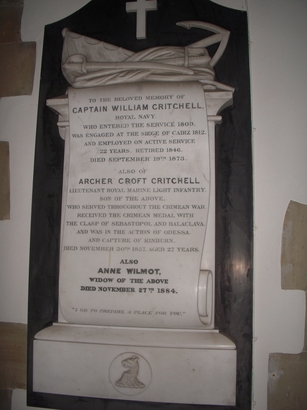 TO THE BELOVED MEMORY OF
CAPTAIN WILLIAM CRITCHELL,
ROYAL NAVY
WHO ENTERED THE SERVICE 1809,
WAS ENGAGED AT THE SIEGE OF CADIZ 1812,
AND EMPLOYED ON ACTIVE SERVICE
22 YEARS, RETIRED 1846.
DIED SEPTEMBER 19TH 1873.
ALSO OF
ARCHER CROFT CRITCHELL
LIEUTENANT ROYAL MARINE LIGHT INFANTRY,
SON OF THE ABOVE,
WHO SERVED THROUGHOUT THE CRIMEAN WAR,
RECEIVED THE CRIMEAN MEDAL WITH
THE CLASP OF SEBASTOPOL, AND BALACLAVA,
AND WAS IN THE ACTION OF ODESSA
AND CAPTURE OF KINBURN.
DIED NOVEMBER 30TH 1857, AGED 27 YEARS.
ALSO
ANNE WILMOT,
WIDOW OF THE ABOVE
DIED NOVEMBER 27TH 1884.
"I GO TO PREPARE A PLACE FOR YOU."